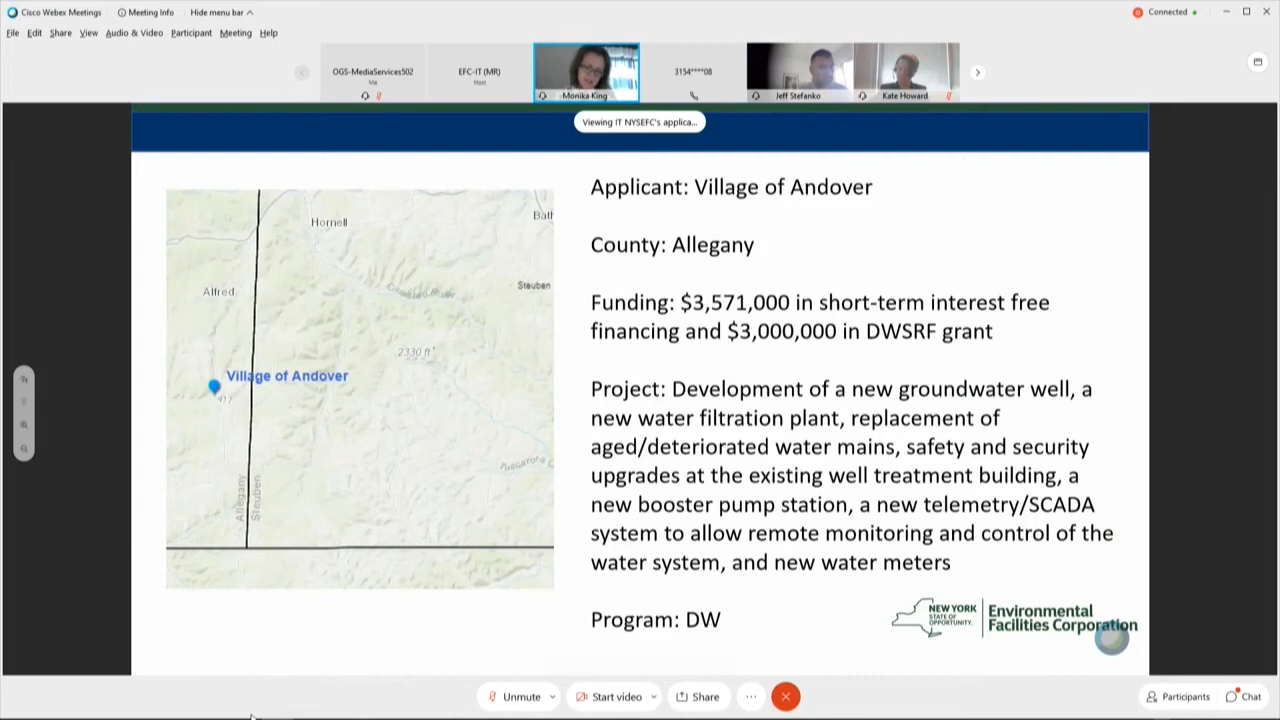 Cisco Webex Meetings
Meeting Info
Hide menu bar
Connected
File Edit Share View Audio & Video Participant Meeting Help
OGS-MediaServices502
Me
EFC-IT (MR)
Host
Monika King
3154****08
Jeff Stefanko
Kate Howard
Viewing IT NYSEFC's applica...
Hornell
Bath
Alfred
Steuben
2330 ft
Village of Andover
417
Allegany
Steuben
Applicant: Village of Andover
County: Allegany
Funding: $3,571,000 in short-term interest free
financing and $3,000,000 in DWSRF grant
Project: Development of a new groundwater well, a
new water filtration plant, replacement of
aged/deteriorated water mains, safety and security
upgrades at the existing well treatment building, a
new booster pump station, a new telemetry/SCADA
system to allow remote monitoring and control of the
water system, and new water meters
Program: DW
NEW YORK
STATE OF
OPPORTUNITY.
Environmental
Facilities Corporation
Unmute
Start video
Share
Participants
Chat